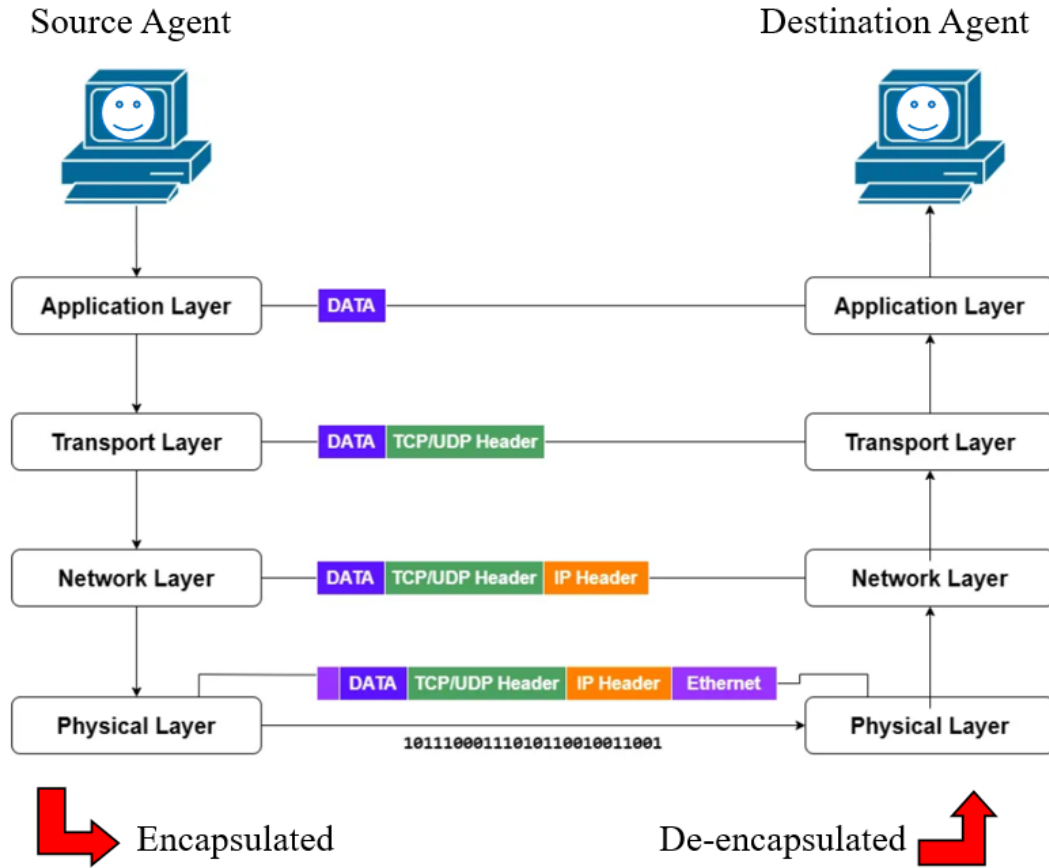 Source Agent
Destination Agent
Application Layer
DATA
Application Layer
Transport Layer
DATA TCP/UDP Header
Transport Layer
Network Layer
DATA TCP/UDP Header IP Header
Network Layer
DATA TCP/UDP Header IP Header Ethernet
Physical Layer
Physical Layer
1011100011101011001001100​1
Encapsulated
De-encapsulated